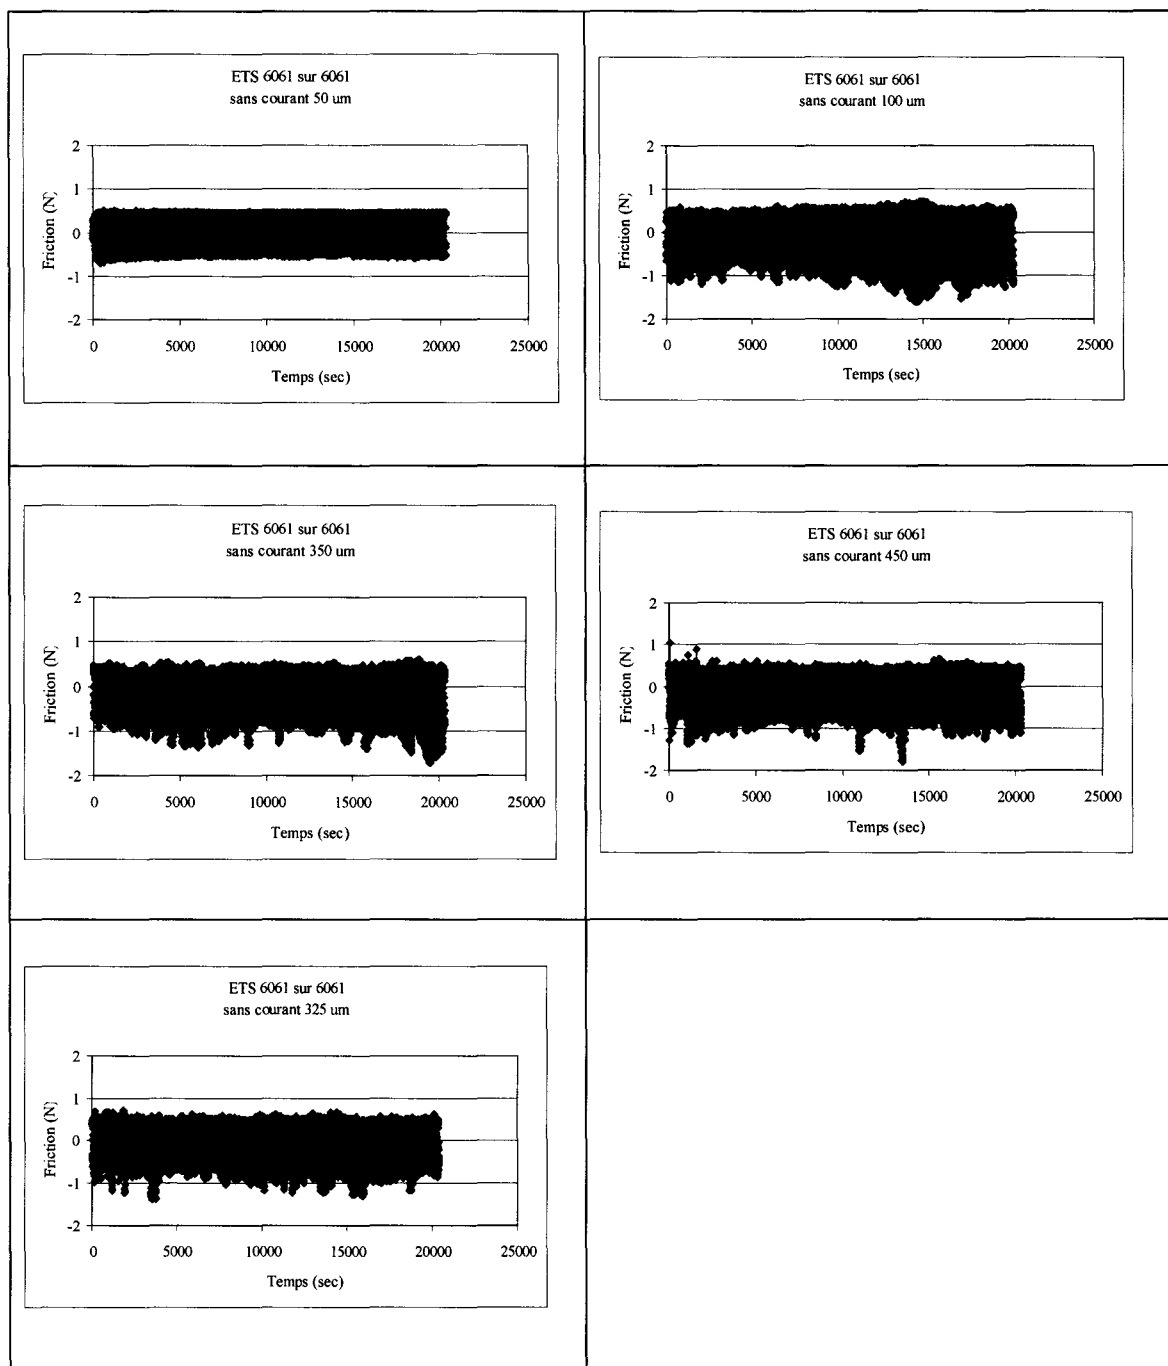 ETS 6061 sur 6061
sans courant 50 um
2
1
0
-1
-2
Friction (N)
0 5000 10000 15000 20000 25000
Temps (sec)
ETS 6061 sur 6061
sans courant 100 um
2
1
0
-1
-2
Friction (N)
0 5000 10000 15000 20000 25000
Temps (sec)
ETS 6061 sur 6061
sans courant 350 um
2
1
0
-1
-2
Friction (N)
0 5000 10000 15000 20000 25000
Temps (sec)
ETS 6061 sur 6061
sans courant 450 um
2
1
0
-1
-2
Friction (N)
0 5000 10000 15000 20000 25000
Temps (sec)
ETS 6061 sur 6061
sans courant 325 um
2
1
0
-1
-2
Friction (N)
0 5000 10000 15000 20000 25000
Temps (sec)